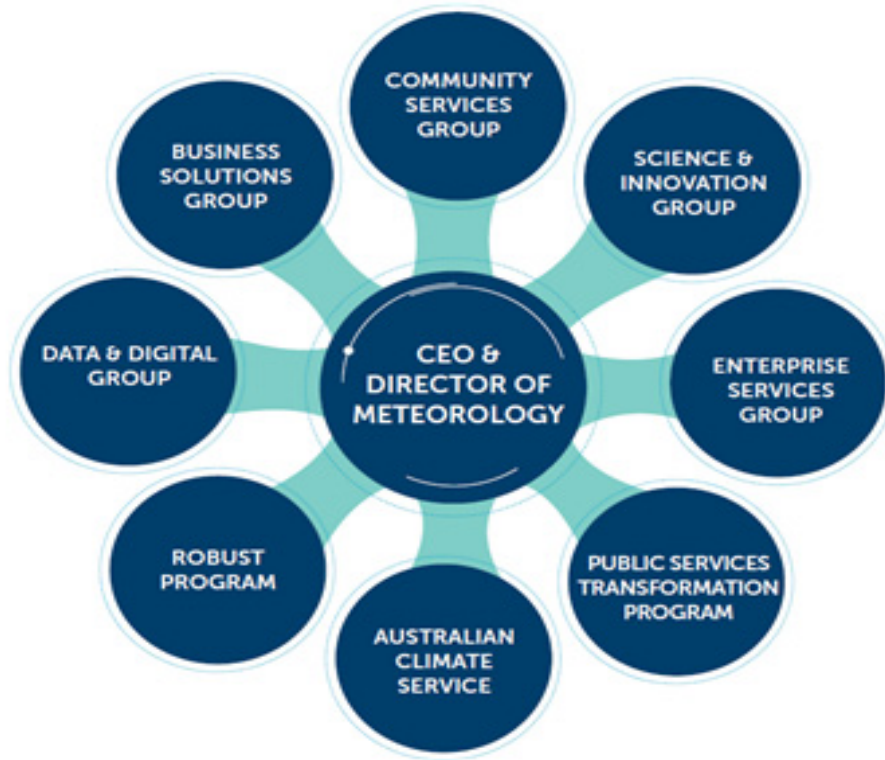 COMMUNITY
SERVICES
GROUP
SCIENCE &
INNOVATION
GROUP
ENTERPRISE
SERVICES
GROUP
PUBLIC SERVICES
TRANSFORMATION
PROGRAM
AUSTRALIAN
CLIMATE
SERVICE
ROBUST
PROGRAM
DATA & DIGITAL
GROUP
BUSINESS
SOLUTIONS
GROUP
CEO &
DIRECTOR OF
METEOROLOGY